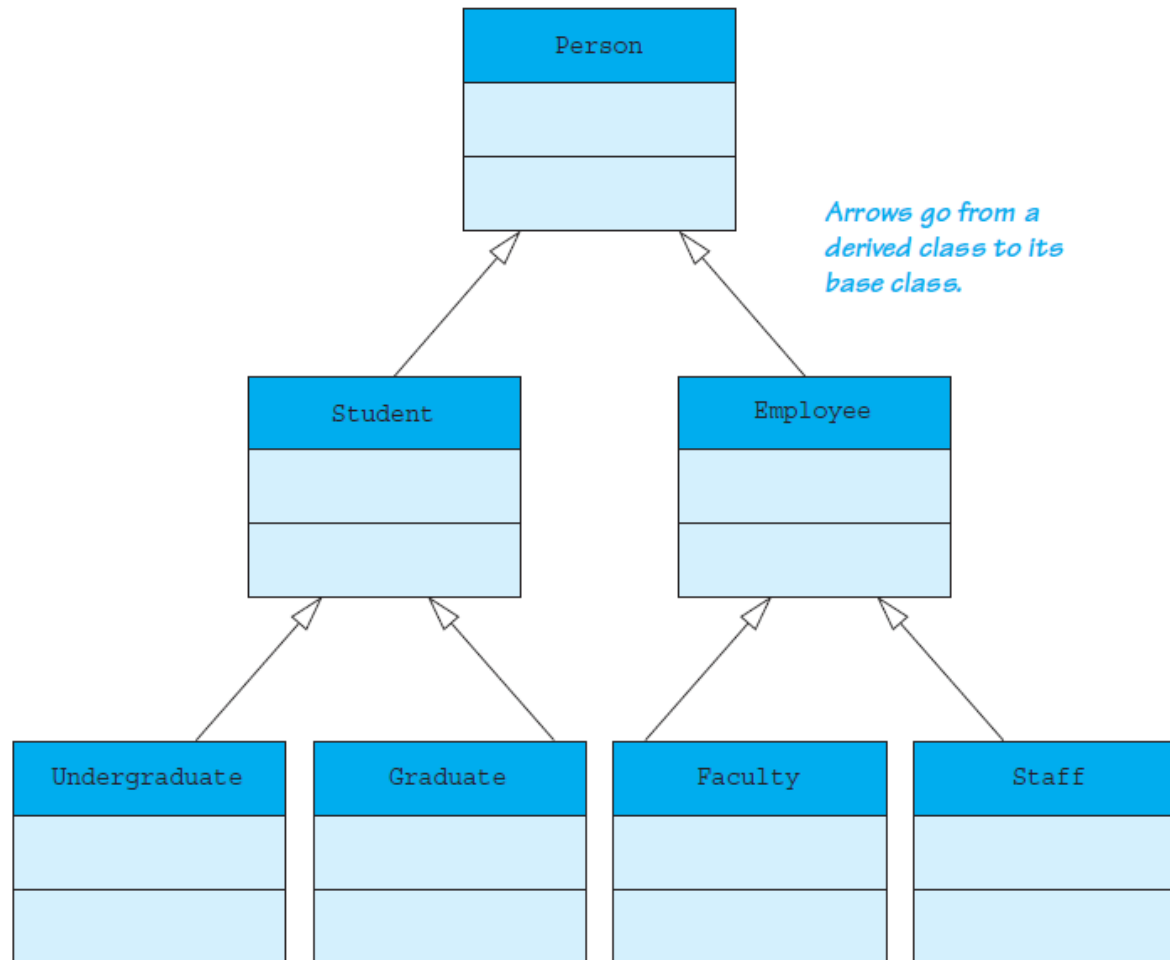 Person
Arrows go from a
derived class to its
base class.
Student
Employee
Undergraduate
Graduate
Faculty
Staff